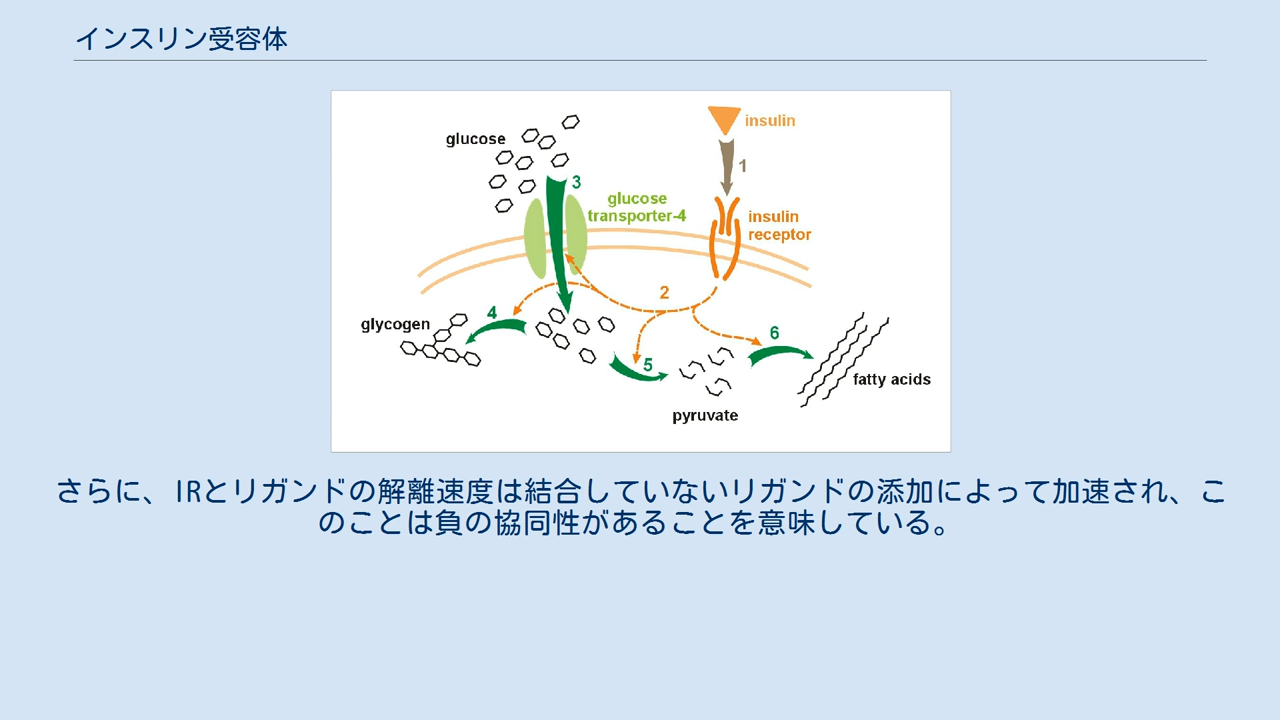 インスリン受容体
glucose
insulin
1
3
glucose
transporter-4
insulin
receptor
2
4
glycogen
6
5
fatty acids
pyruvate
さらに、IRとリガンドの解離速度は結合していないリガンドの添加によって加速され、こ
のことは負の協同性があることを意味している。